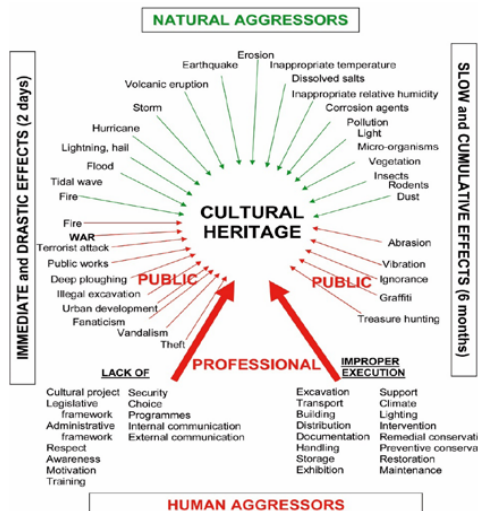 NATURAL AGGRESSORS
IMMEDIATE and DRASTIC EFFECTS (2 days)
SLOW and CUMULATIVE EFFECTS (6 months)
Erosion
Earthquake
Volcanic eruption
Storm
Hurricane
Lightning, hail
Flood
Tidal wave
Fire
Inappropriate temperature
Dissolved salts
Inappropriate relative humidity
Corrosion agents
Pollution
Light
Micro-organisms
Vegetation
Insects
Rodents
Dust
CULTURAL
HERITAGE
Fire
WAR
Terrorist attack
Public works
Deep ploughing
Illegal excavation
Urban development
Fanaticism
Vandalism
Theft
PUBLIC
PUBLIC
Abrasion
Vibration
Ignorance
Graffiti
Treasure hunting
PROFESSIONAL
LACK OF
Cultural project
Legislative
framework
Administrative
framework
Respect
Awareness
Motivation
Training
Security
Choice
Programmes
Internal communication
External communication
IMPROPER
EXECUTION
Excavation
Transport
Building
Distribution
Documentation
Handling
Storage
Exhibition
Support
Climate
Lighting
Intervention
Remedial conservati
Preventive conserva
Restoration
Maintenance
HUMAN AGGRESSORS